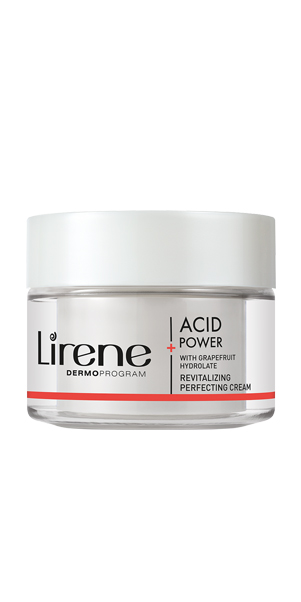 Lirene
DERMOPROGRAM
ACID
+ POWER
WITH GRAPEFRUIT
HYDROLATE
REVITALIZING
PERFECTING CREAM